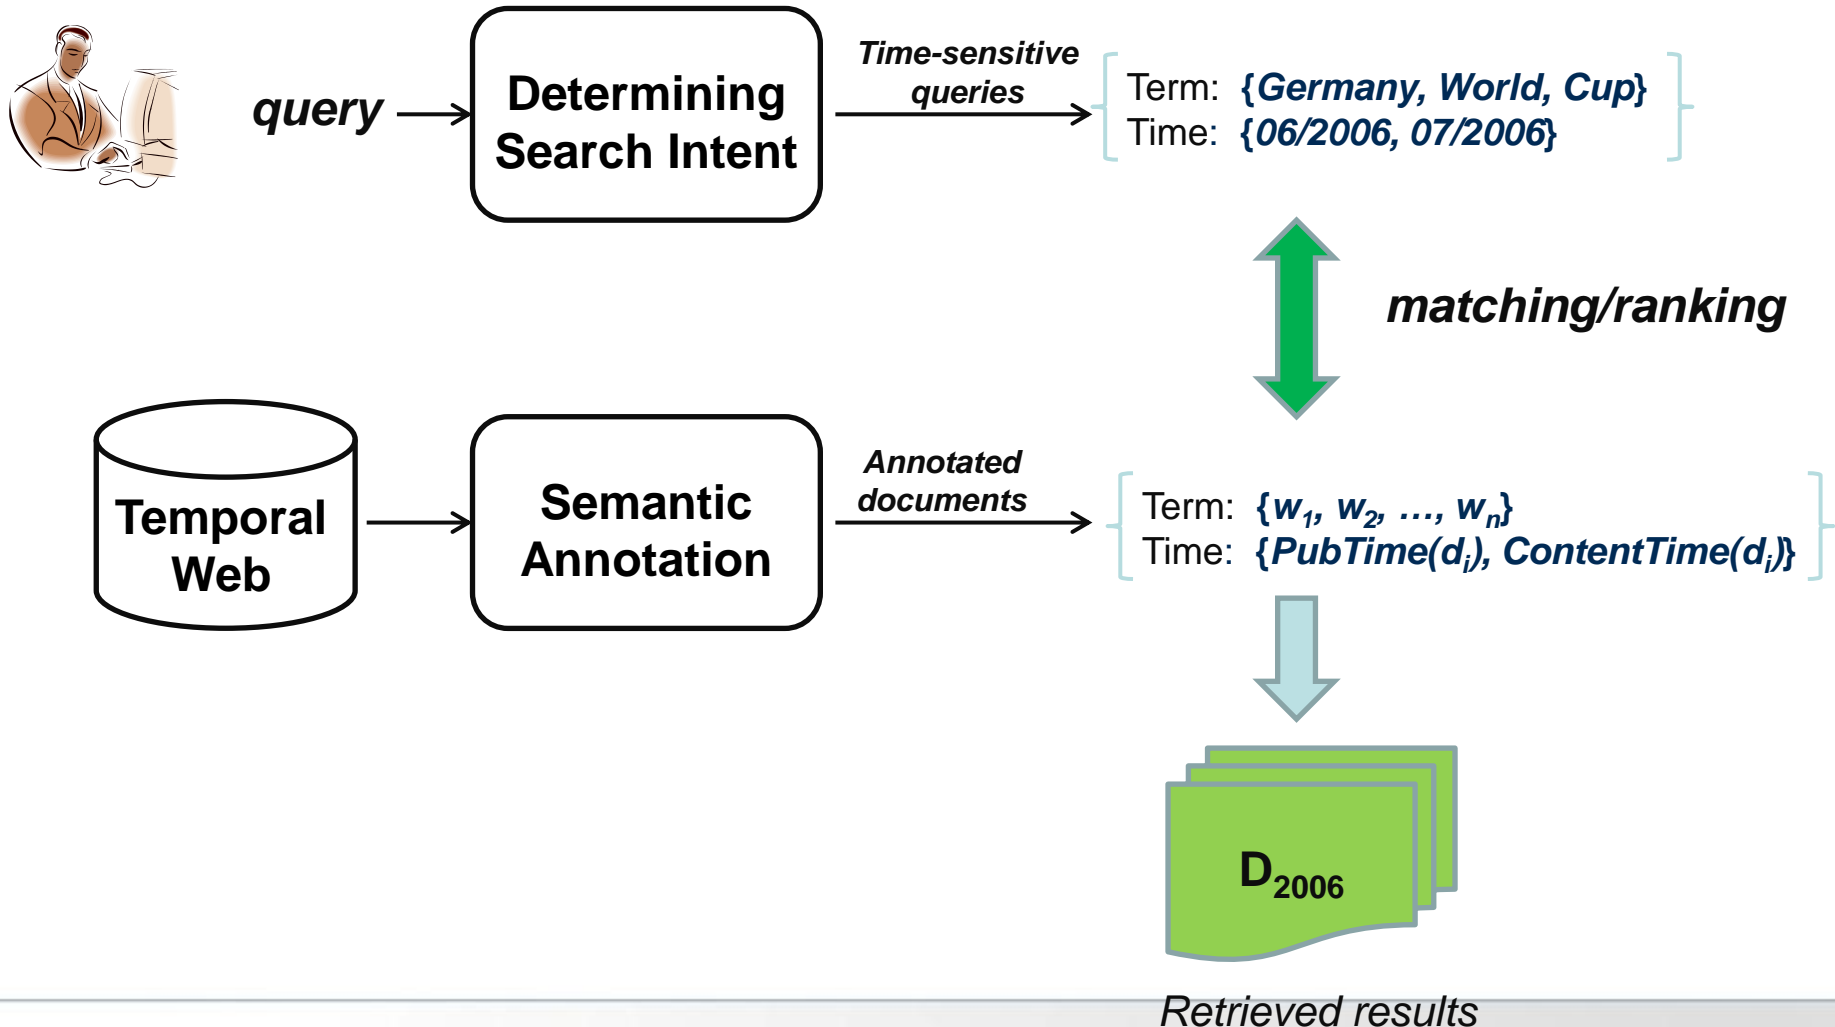 query
Determining
Search Intent
Time-sensitive
queries
Term: {Germany, World, Cup}
Time: {06/2006, 07/2006}
matching/ranking
Temporal
Web
Semantic
Annotation
Annotated
documents
Term: {w1, w2, …, wn}
Time: {PubTime(di), ContentTime(di)}
D2006
Retrieved results